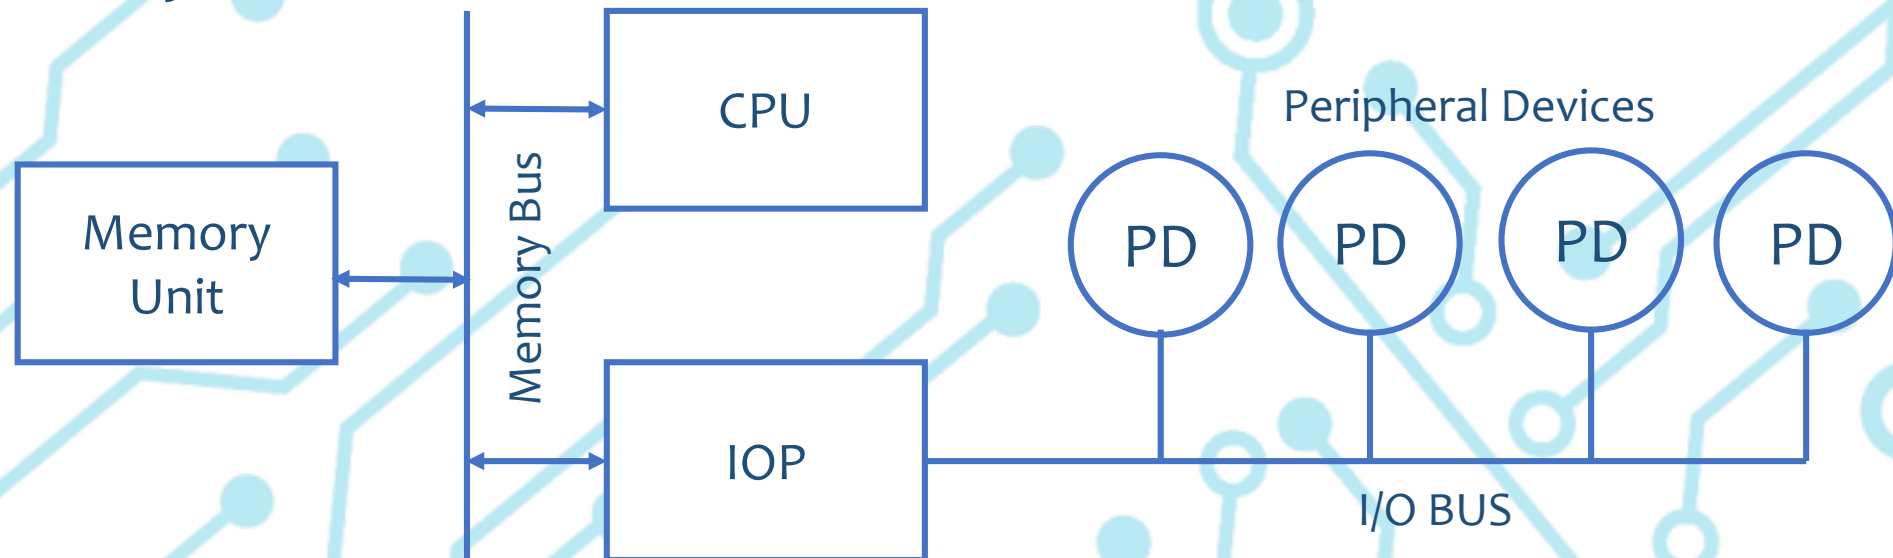 CPU
Peripheral Devices
Memory
Unit
Memory Bus
PD
PD
PD
PD
IOP
I/O BUS